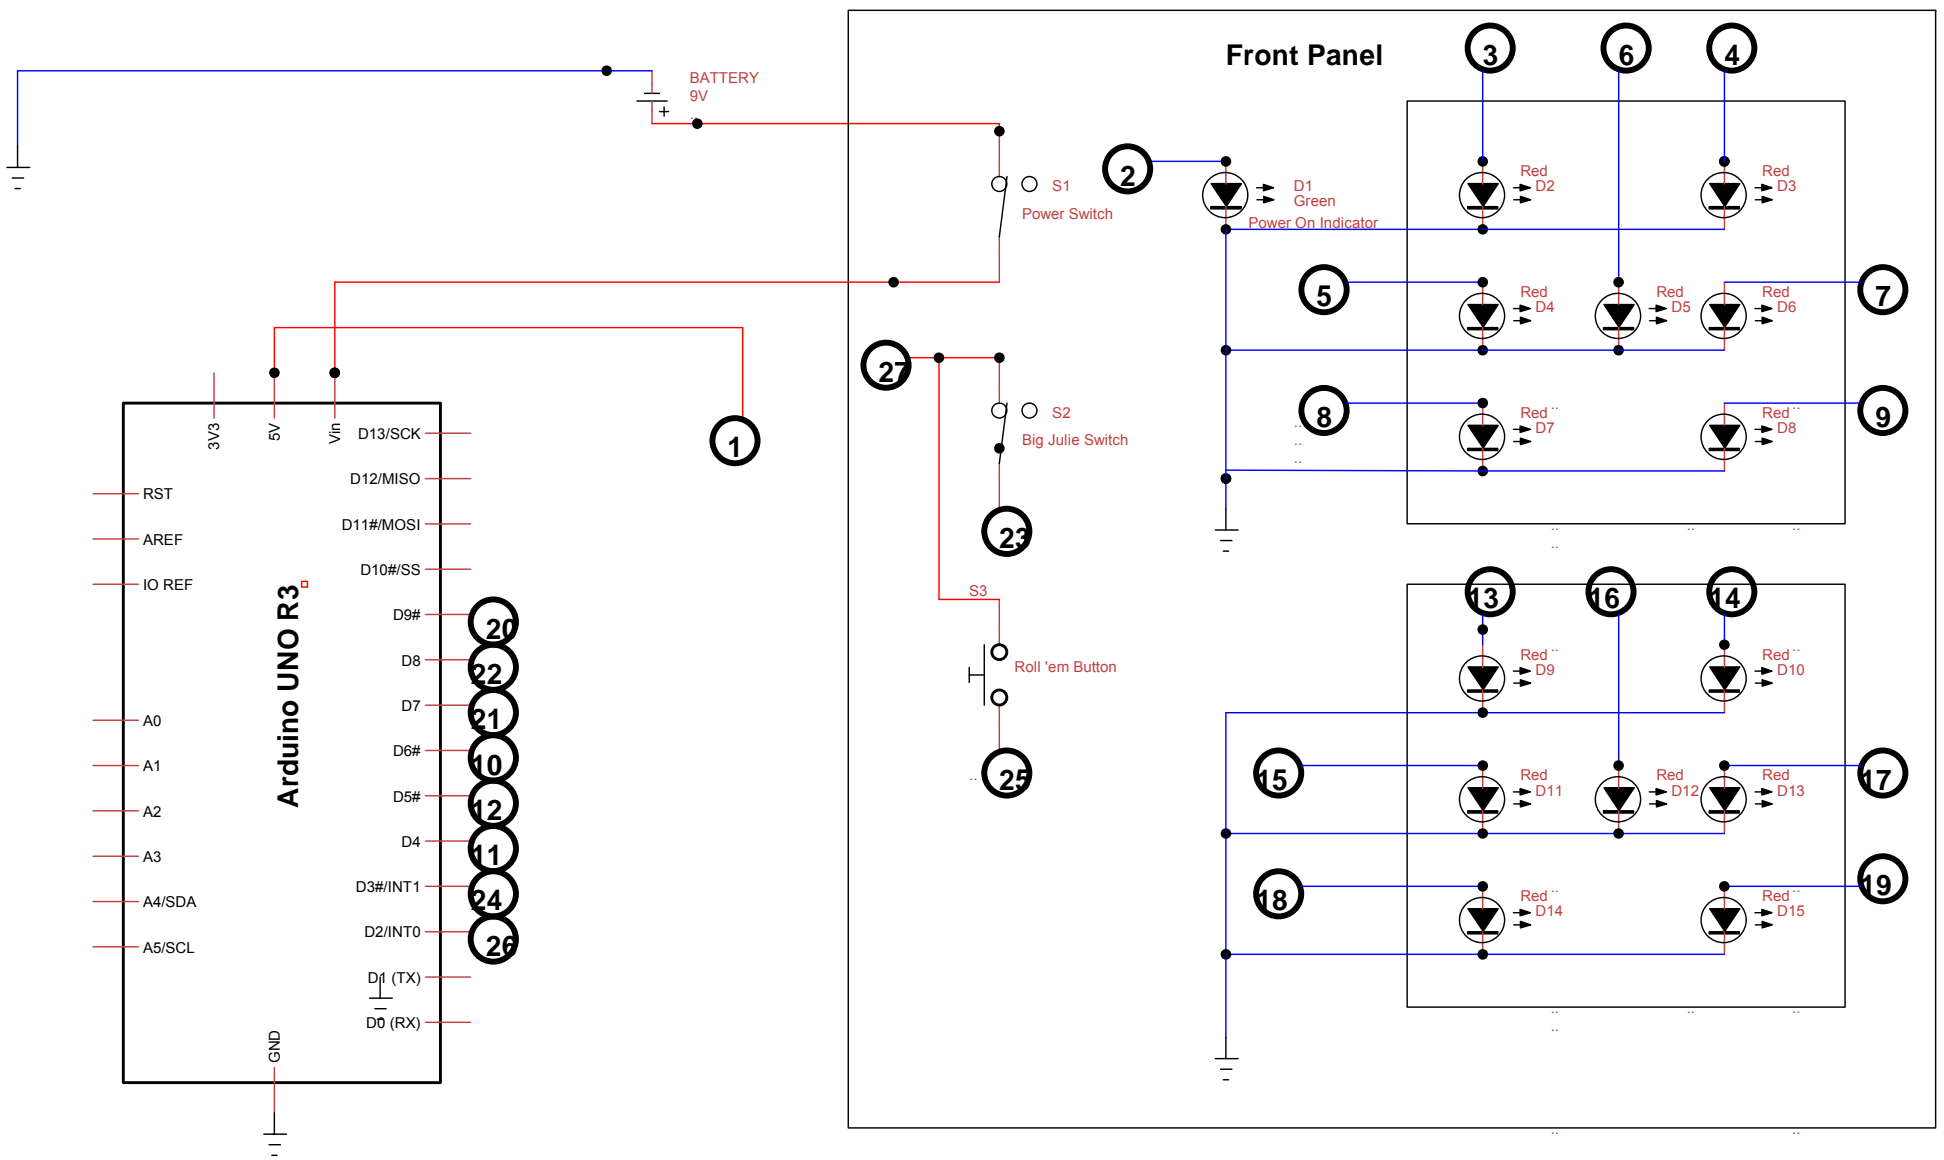 Front Panel
3
6
4
BATTERY
9V
+
2
D1
Green
Power On Indicator
Red
D2
Red
D3
S1
Power Switch
5
Red
D4
Red
D5
Red
D6
7
27
8
Red
D7
Red
D8
9
S2
Big Julie Switch
1
23
3V3
5V
Vin
D13/SCK
D12/MISO
D11#/MOSI
D10#/SS
D9#
20
D8
22
D7
21
D6#
10
D5#
12
D4
11
D3#/INT1
24
D2/INT0
26
D1 (TX)
D0 (RX)
RST
AREF
IO REF
Arduino UNO R3
A0
A1
A2
A3
A4/SDA
A5/SCL
GND
S3
Roll 'em Button
25
13
16
14
Red
D9
Red
D10
15
Red
D11
Red
D12
Red
D13
17
18
Red
D14
Red
D15
19